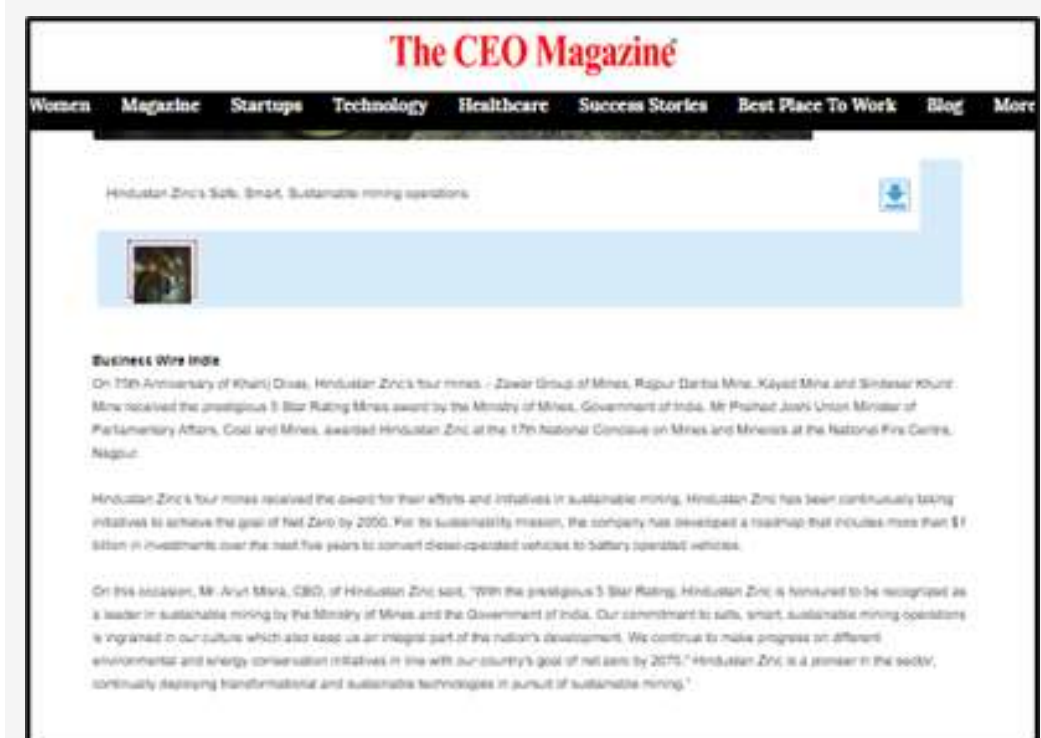 The CEO Magazine
Women Magazine Startups Technology Healthcare Success Stories Best Place To Work Blog More
Hindustan Zinc's Safe, Smart, Sustainable mining operations
Business Wire India
On 75th Anniversary of Khanij Divas, Hindustan Zinc's four mines – Zawar Group of Mines, Rajpur Dariba Mine, Kayad Mine and Sindesar Khurd
Mine received the prestigious 5 Star Rating Mines award by the Ministry of Mines, Government of India. Mr Pralhad Joshi Union Minister of
Parliamentary Affairs, Coal and Mines, awarded Hindustan Zinc at the 17th National Conclave on Mines and Minerals at the National Fire Centre,
Nagpur.
Hindustan Zinc's four mines received the award for their efforts and initiatives in sustainable mining. Hindustan Zinc has been continuously taking
initiatives to achieve the goal of Net Zero by 2050. For its sustainability mission, the company has developed a roadmap that includes more than $1
billion in investments over the next five years to convert diesel-operated vehicles to battery operated vehicles.
On this occasion, Mr. Arun Misra, CEO, of Hindustan Zinc said, "With the prestigious 5 Star Rating, Hindustan Zinc is honoured to be recognized as
a leader in sustainable mining by the Ministry of Mines and the Government of India. Our commitment to safe, smart, sustainable mining operations
is ingrained in our culture which also keep us an integral part of the nation's development. We continue to make progress on different
environmental and energy conservation initiatives in line with our country's goal of net zero by 2070." Hindustan Zinc is a pioneer in the sector,
continually deploying transformational and sustainable technologies in pursuit of sustainable mining."